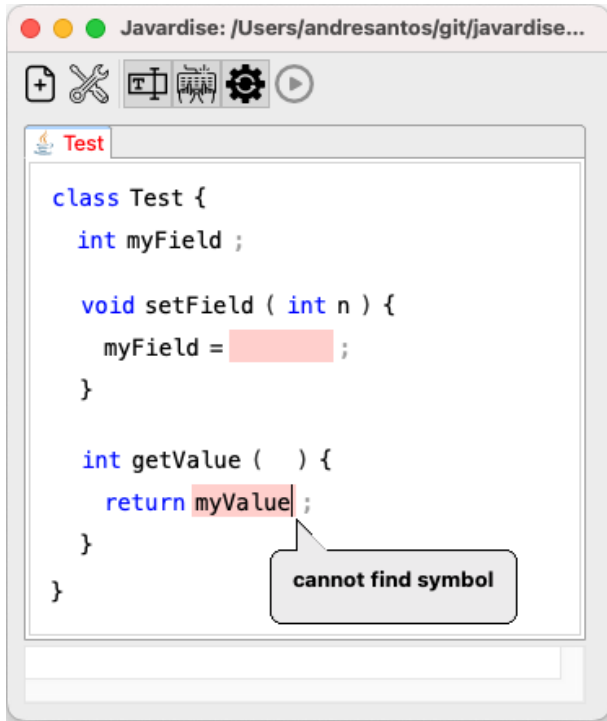 Javardise: /Users/andresantos/git/javardise...
Test
class Test {
int myField ;
void setField ( int n ) {
myField = ;
}
int getValue ( ) {
return myValue ;
}
cannot find symbol
}